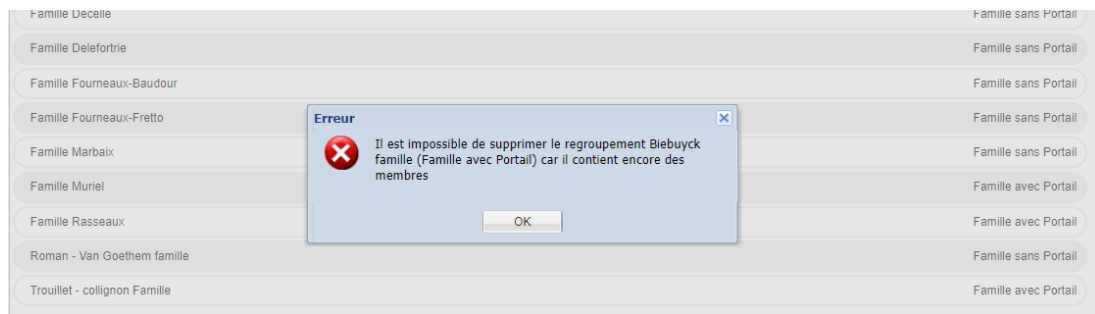 Famille Decelle Famille sans Portail
Famille Delefortrie Famille sans Portail
Famille Fourneaux-Baudour Famille sans Portail
Famille Fourneaux-Fretto Famille sans Portail
Famille Marbaix Famille sans Portail
Famille Muriel Famille avec Portail
Famille Rasseaux Famille avec Portail
Roman - Van Goethem famille Famille sans Portail
Trouillet - collignon Famille Famille avec Portail
Erreur
Il est impossible de supprimer le regroupement Biebuyck
famille (Famille avec Portail) car il contient encore des
membres
OK